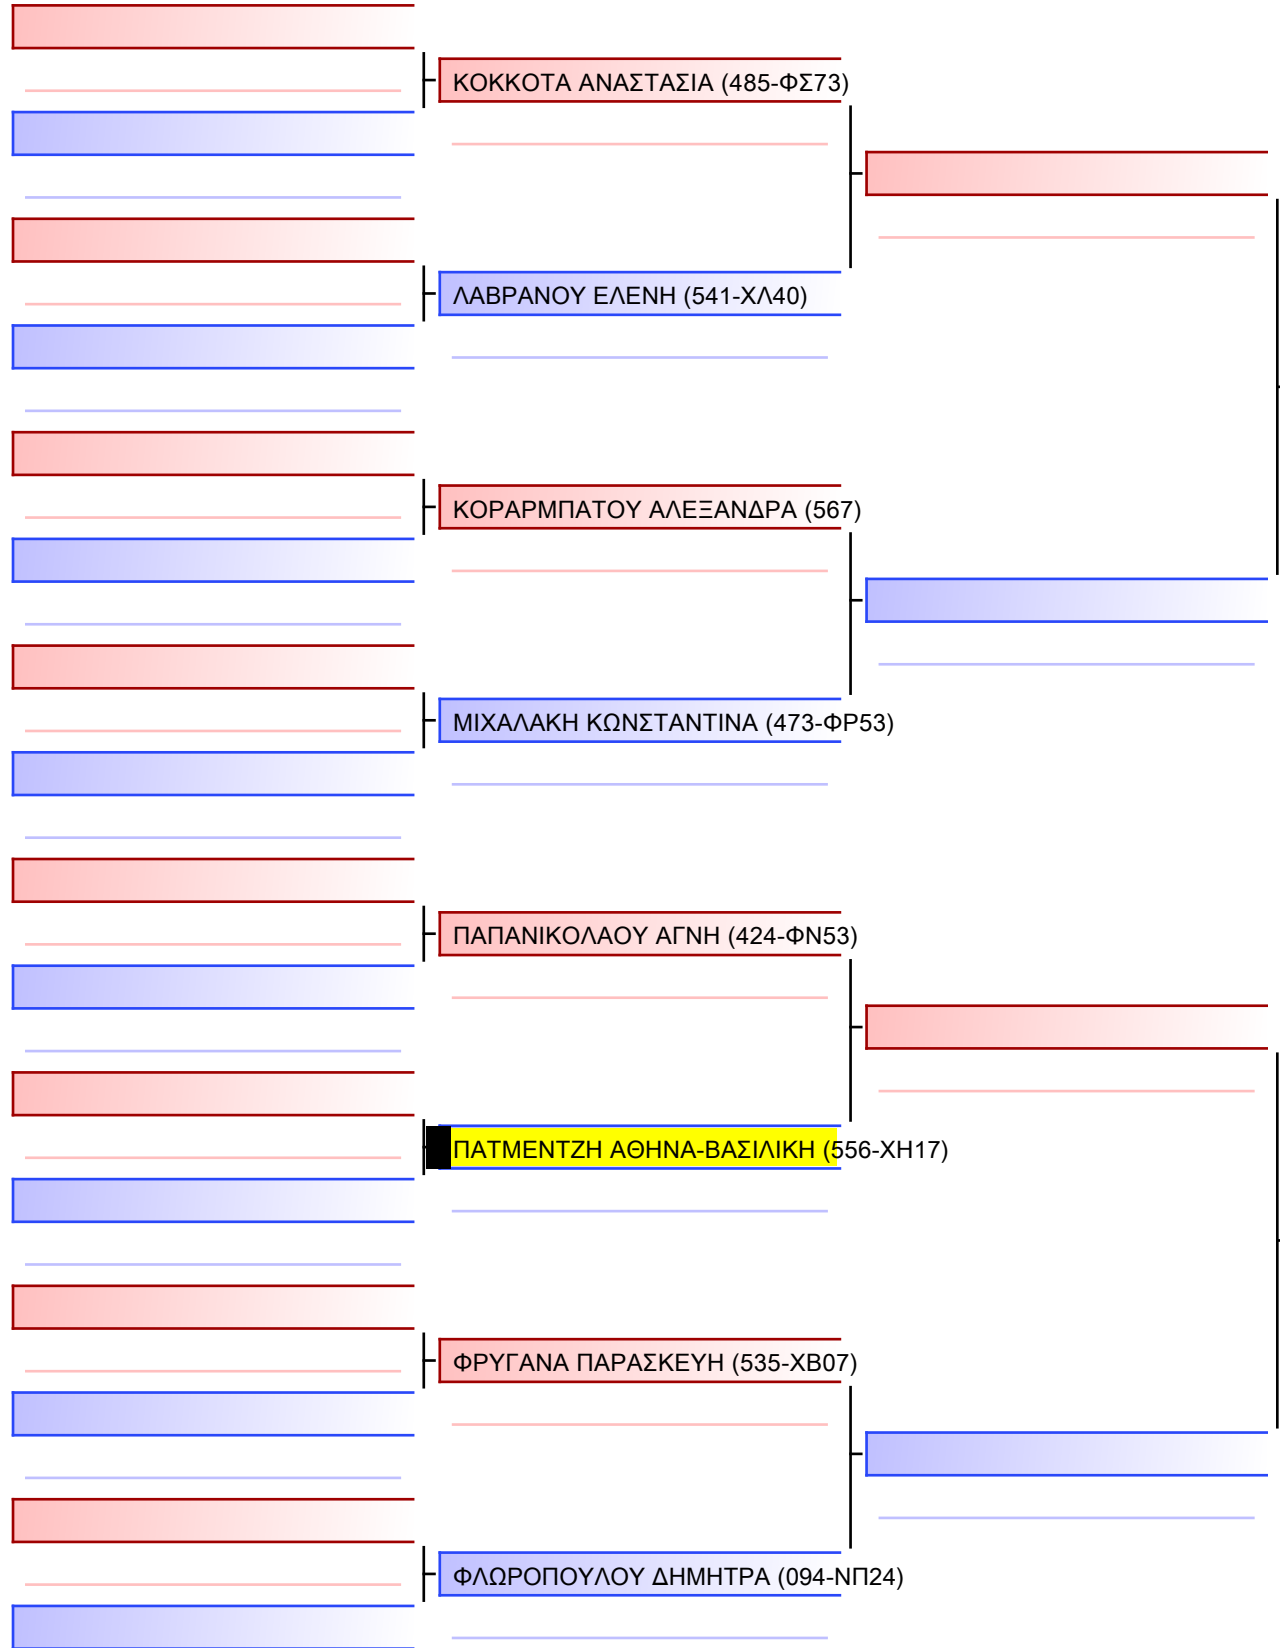 ΚΟΚΚΟΤΑ ΑΝΑΣΤΑΣΙΑ (485-ΦΣ73)
ΛΑΒΡΑΝΟΥ ΕΛΕΝΗ (541-ΧΛ40)
ΚΟΡΑΡΜΠΑΤΟΥ ΑΛΕΞΑΝΔΡΑ (567)
ΜΙΧΑΛΑΚΗ ΚΩΝΣΤΑΝΤΙΝΑ (473-ΦΡ53)
ΠΑΠΑΝΙΚΟΛΑΟΥ ΑΓΝΗ (424-ΦΝ53)
ΠΑΤΜΕΝΤΖΗ ΑΘΗΝΑ-ΒΑΣΙΛΙΚΗ (556-ΧΗ17)
ΦΡΥΓΑΝΑ ΠΑΡΑΣΚΕΥΗ (535-ΧΒ07)
ΦΛΩΡΟΠΟΥΛΟΥ ΔΗΜΗΤΡΑ (094-ΝΠ24)